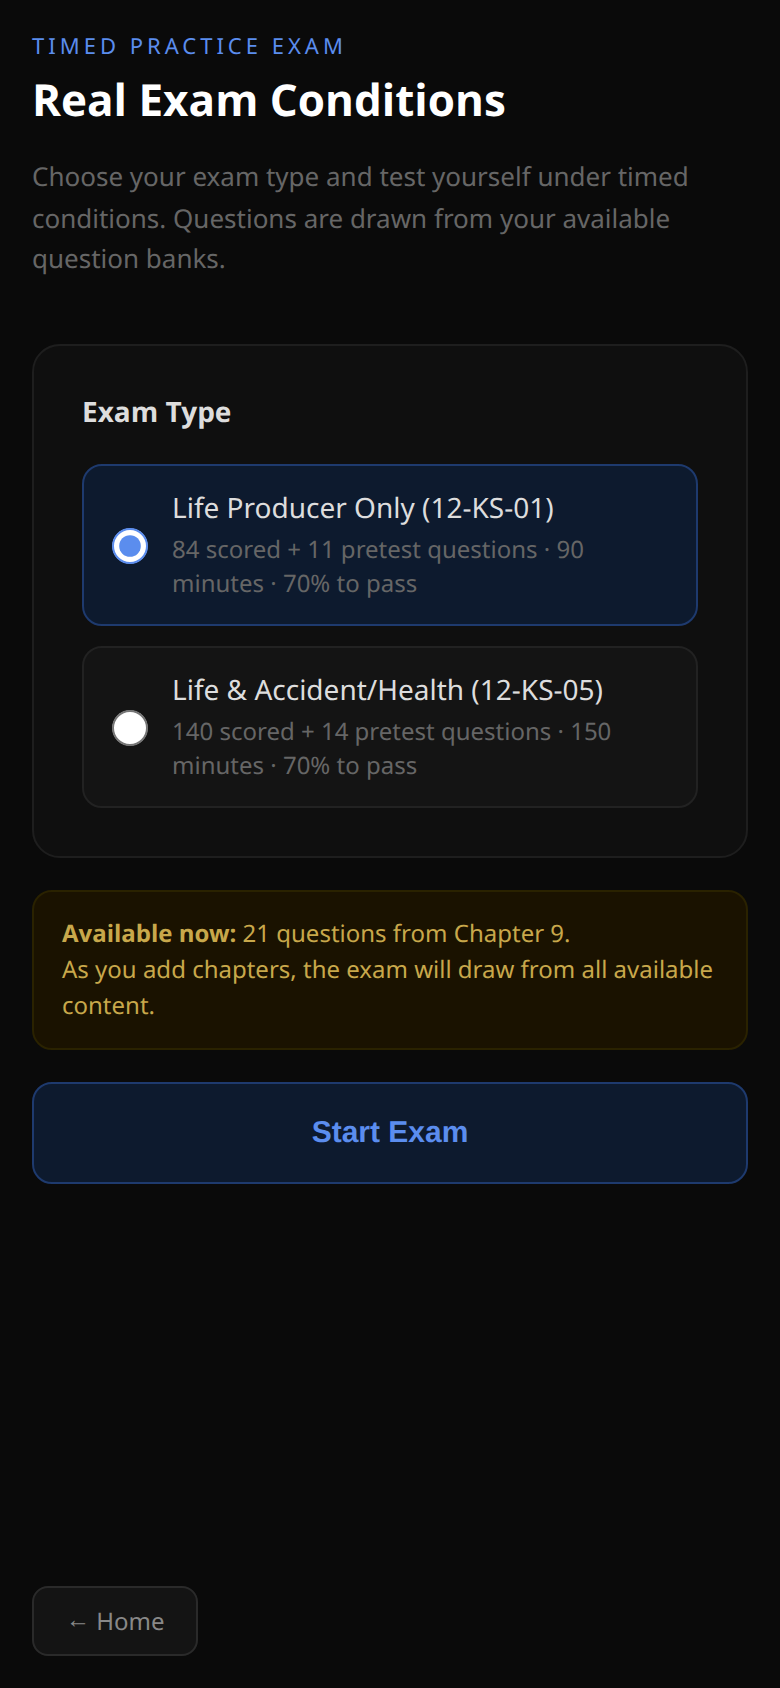 TIMED PRACTICE EXAM
Real Exam Conditions
Choose your exam type and test yourself under timed
conditions. Questions are drawn from your available
question banks.
Exam Type
Life Producer Only (12-KS-01)
84 scored + 11 pretest questions · 90
minutes · 70% to pass
Life & Accident/Health (12-KS-05)
140 scored + 14 pretest questions · 150
minutes · 70% to pass
Available now: 21 questions from Chapter 9.
As you add chapters, the exam will draw from all available
content.
Start Exam
← Home